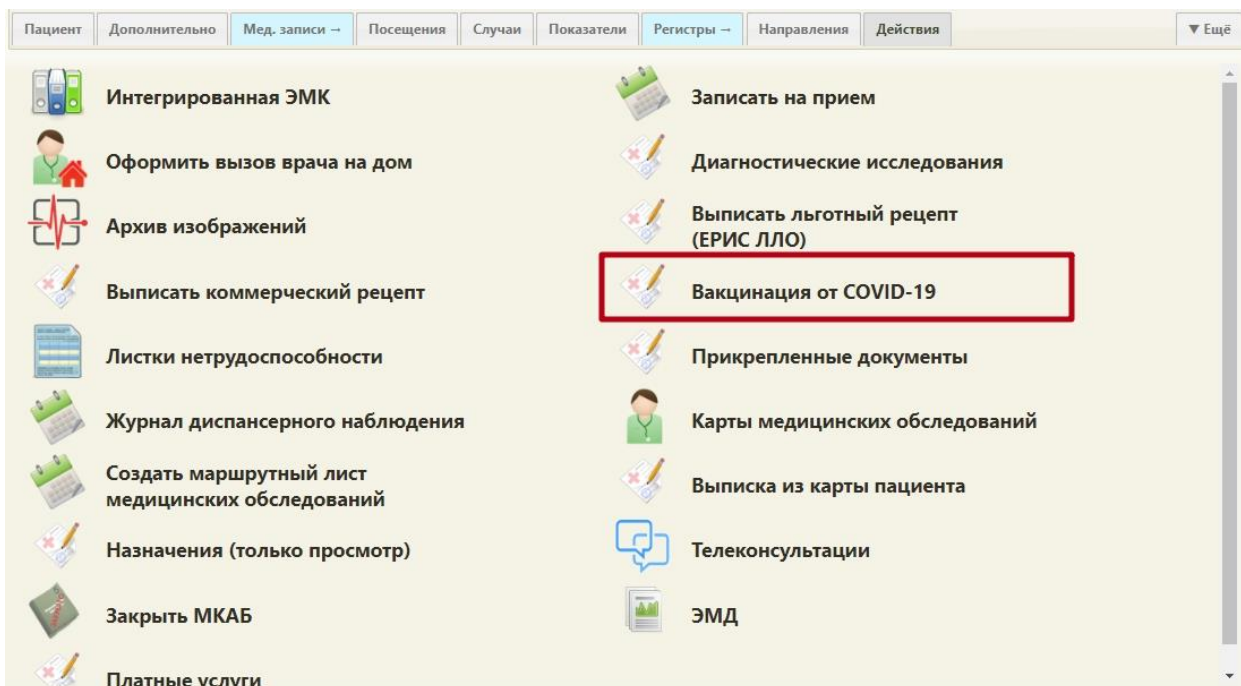 Пациент Дополнительно Мед. записи → Посещения Случаи Показатели Регистры → Направления Действия ▼ Ещё
Интегрированная ЭМК
Записать на прием
Оформить вызов врача на дом
Диагностические исследования
Архив изображений
Выписать льготный рецепт
(ЕРИС ЛЛО)
Выписать коммерческий рецепт
Вакцинация от COVID-19
Листки нетрудоспособности
Прикрепленные документы
Журнал диспансерного наблюдения
Карты медицинских обследований
Создать маршрутный лист
медицинских обследований
Выписка из карты пациента
Назначения (только просмотр)
Телеконсультации
Закрыть МКАБ
ЭМД
Платные услуги